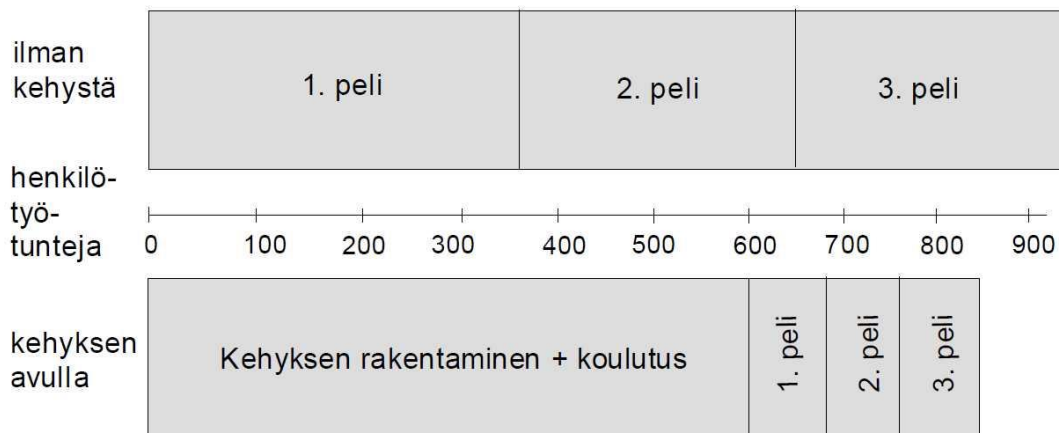 ilman
kehystä
1. peli
2. peli
3. peli
henkilö-
työ-
tunteja
0 100 200 300 400 500 600 700 800 900
kehyksen
avulla
Kehyksen rakentaminen + koulutus
1. peli
2. peli
3. peli